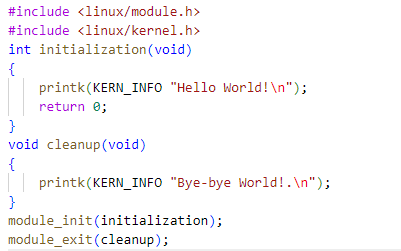 #include <linux/module.h>
#include <linux/kernel.h>
int initialization(void)
{
    printk(KERN_INFO "Hello World!\n");
    return 0;
}
void cleanup(void)
{
    printk(KERN_INFO "Bye-bye World!.\n");
}
module_init(initialization);
module_exit(cleanup);